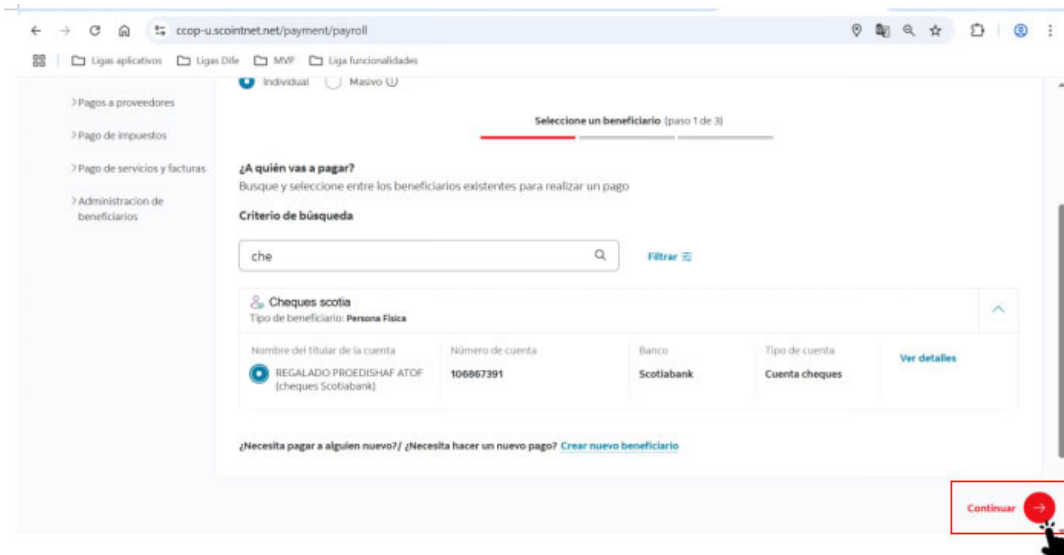 ccop-u.scointnet.net/payment/payroll
Ligas aplicativos Ligas Dife MVP Liga funcionalidades
Individual Masivo
> Pagos a proveedores
Seleccione un beneficiario (paso 1 de 3)
> Pago de impuestos
> Pago de servicios y facturas
¿A quién vas a pagar?
Busque y seleccione entre los beneficiarios existentes para realizar un pago
> Administracion de
beneficiarios
Criterio de búsqueda
che
Filtrar
Cheques scotia
Tipo de beneficiario: Persona Física
Nombre del titular de la cuenta Número de cuenta Banco Tipo de cuenta
Ver detalles
REGALADO PROEDISHAF ATOF 106867391 Scotiabank Cuenta cheques
(cheques Scotiabank)
¿Necesita pagar a alguien nuevo?/ ¿Necesita hacer un nuevo pago? Crear nuevo beneficiario
Continuar